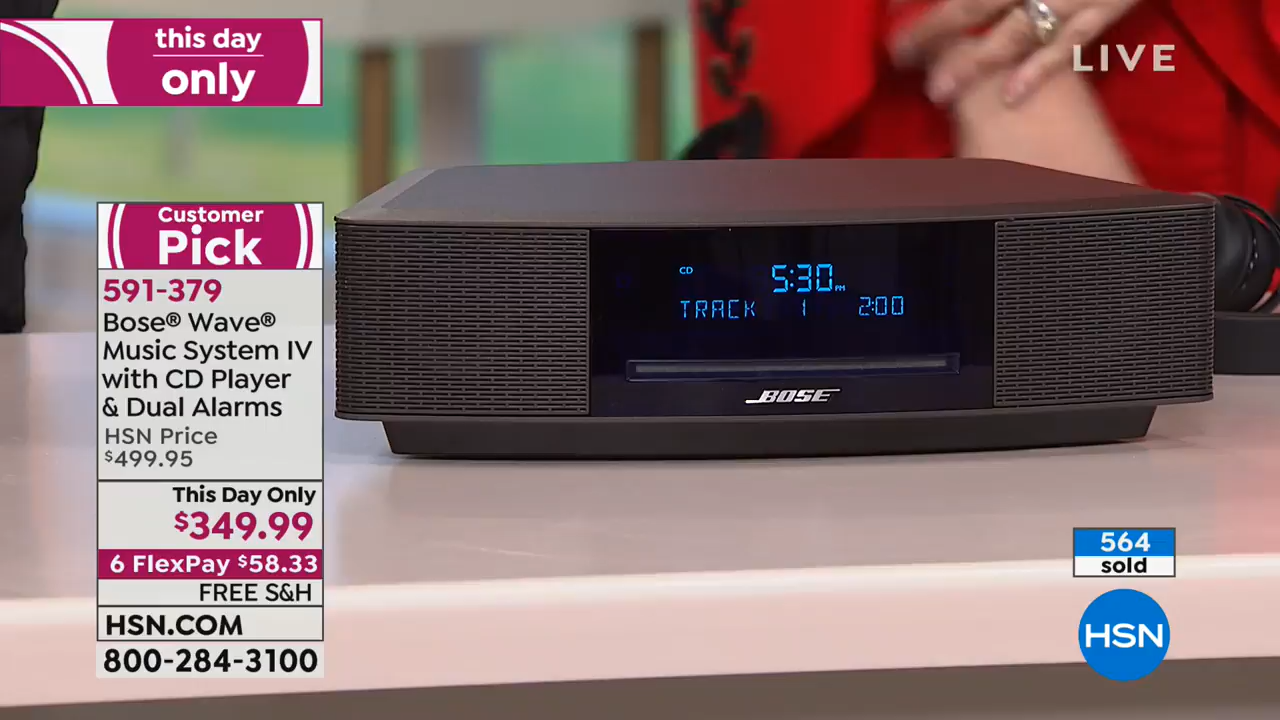 this day
only
LIVE
Customer
Pick
591-379
Bose® Wave®
Music System IV
with CD Player
& Dual Alarms
HSN Price
$499.95
This Day Only
$349.99
6 FlexPay $58.33
FREE S&H
HSN.COM
800-284-3100
CD
5:30 PM
TRACK 1 2:00
BOSE
564
sold
HSN